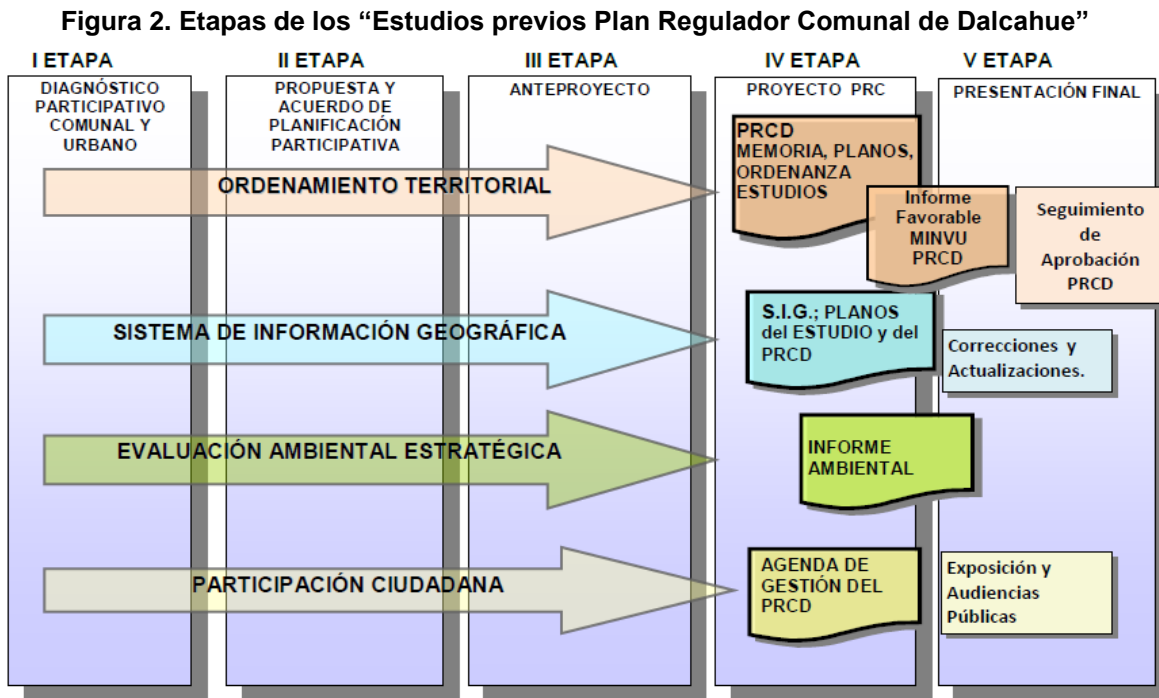 Figura 2. Etapas de los “Estudios previos Plan Regulador Comunal de Dalcahue”
I ETAPA
II ETAPA
III ETAPA
IV ETAPA
V ETAPA
DIAGNÓSTICO
PARTICIPATIVO
COMUNAL Y
URBANO
PROPUESTA Y
ACUERDO DE
PLANIFICACIÓN
PARTICIPATIVA
ANTEPROYECTO
PROYECTO PRC
PRESENTACIÓN FINAL
ORDENAMIENTO TERRITORIAL
PRCD
MEMORIA, PLANOS,
ORDENANZA
ESTUDIOS
Informe
Favorable
MINVU
PRCD
Seguimiento
de
Aprobación
PRCD
SISTEMA DE INFORMACIÓN GEOGRÁFICA
S.I.G.; PLANOS
del ESTUDIO y del
PRCD
Correcciones y
Actualizaciones.
EVALUACIÓN AMBIENTAL ESTRATÉGICA
INFORME
AMBIENTAL
PARTICIPACIÓN CIUDADANA
AGENDA DE
GESTIÓN DEL
PRCD
Exposición y
Audiencias
Públicas